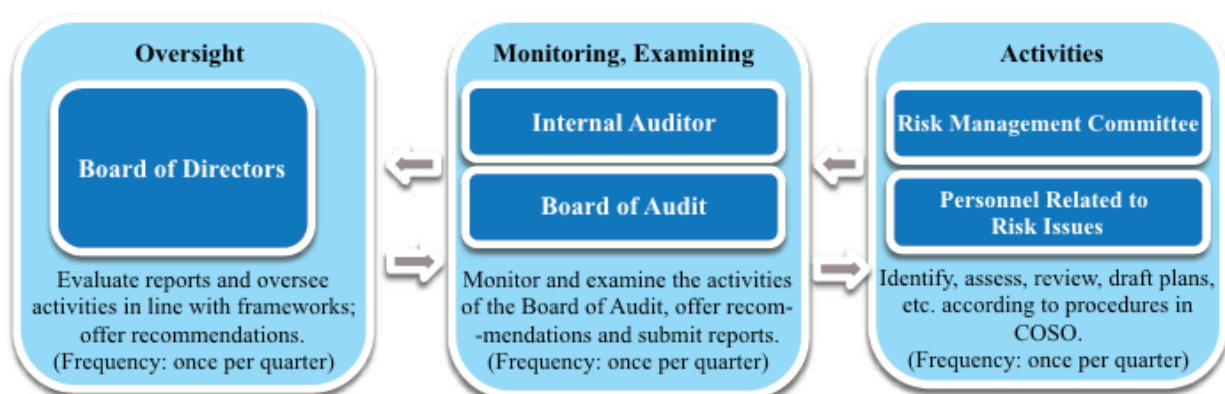 Oversight
Board of Directors
Evaluate reports and oversee
activities in line with frameworks;
offer recommendations.
(Frequency: once per quarter)
Monitoring, Examining
Internal Auditor
Board of Audit
Monitor and examine the activities
of the Board of Audit, offer recom-
-mendations and submit reports.
(Frequency: once per quarter)
Activities
Risk Management Committee
Personnel Related to
Risk Issues
Identify, assess, review, draft plans,
etc. according to procedures in
COSO.
(Frequency: once per quarter)